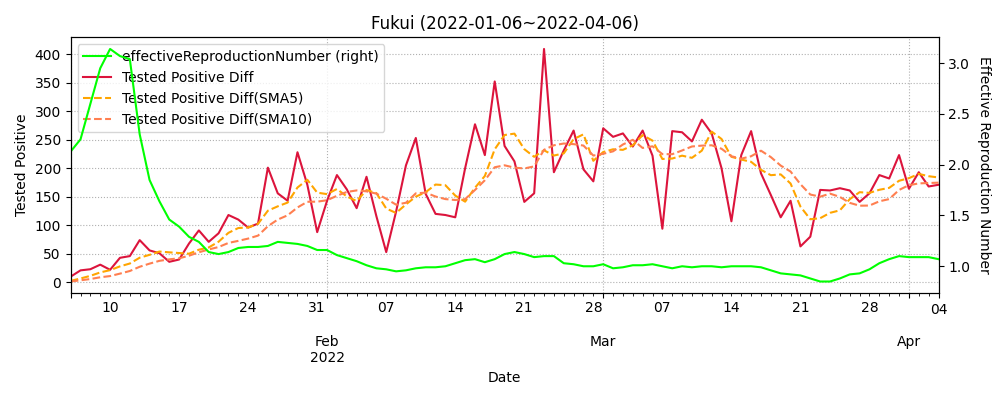 Fukui (2022-01-06~2022-04-06)
effectiveReproductionNumber (right)
Tested Positive Diff
Tested Positive Diff(SMA5)
Tested Positive Diff(SMA10)
Tested Positive
400
350
300
250
200
150
100
50
0
3.0
2.5
2.0
1.5
1.0
Effective Reproduction Number
10 17 24 31 07 14 21 28 07 14 21 28 04
Feb Mar Apr
2022
Date